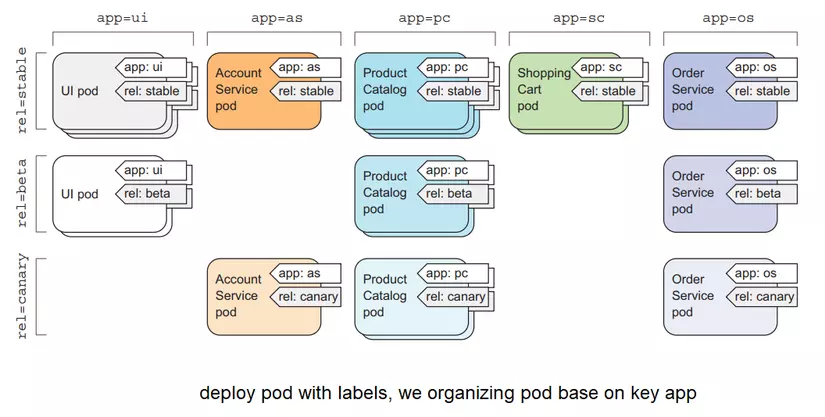 app=ui app=as app=pc app=sc app=os
rel=stable
UI pod
app: ui
rel: stable
Account
Service
pod
app: as
rel: stable
Product
Catalog
pod
app: pc
rel: stable
Shopping
Cart
pod
app: sc
rel: stable
Order
Service
pod
app: os
rel: stable
rel=beta
UI pod
app: ui
rel: beta
Product
Catalog
pod
app: pc
rel: beta
Order
Service
pod
app: os
rel: beta
rel=canary
Account
Service
pod
app: as
rel: canary
Product
Catalog
pod
app: pc
rel: canary
Order
Service
pod
app: os
rel: canary
deploy pod with labels, we organizing pod base on key app